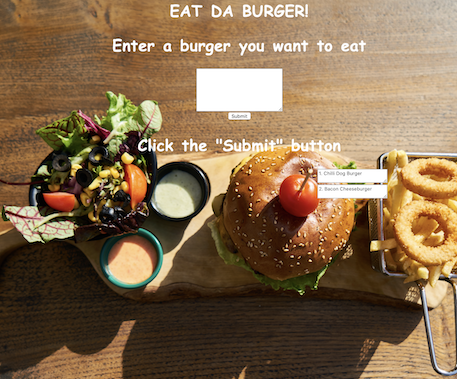 EAT DA BURGER!
Enter a burger you want to eat
Submit
Click the "Submit" button
1. Chilli Dog Burger
2. Bacon Cheeseburger